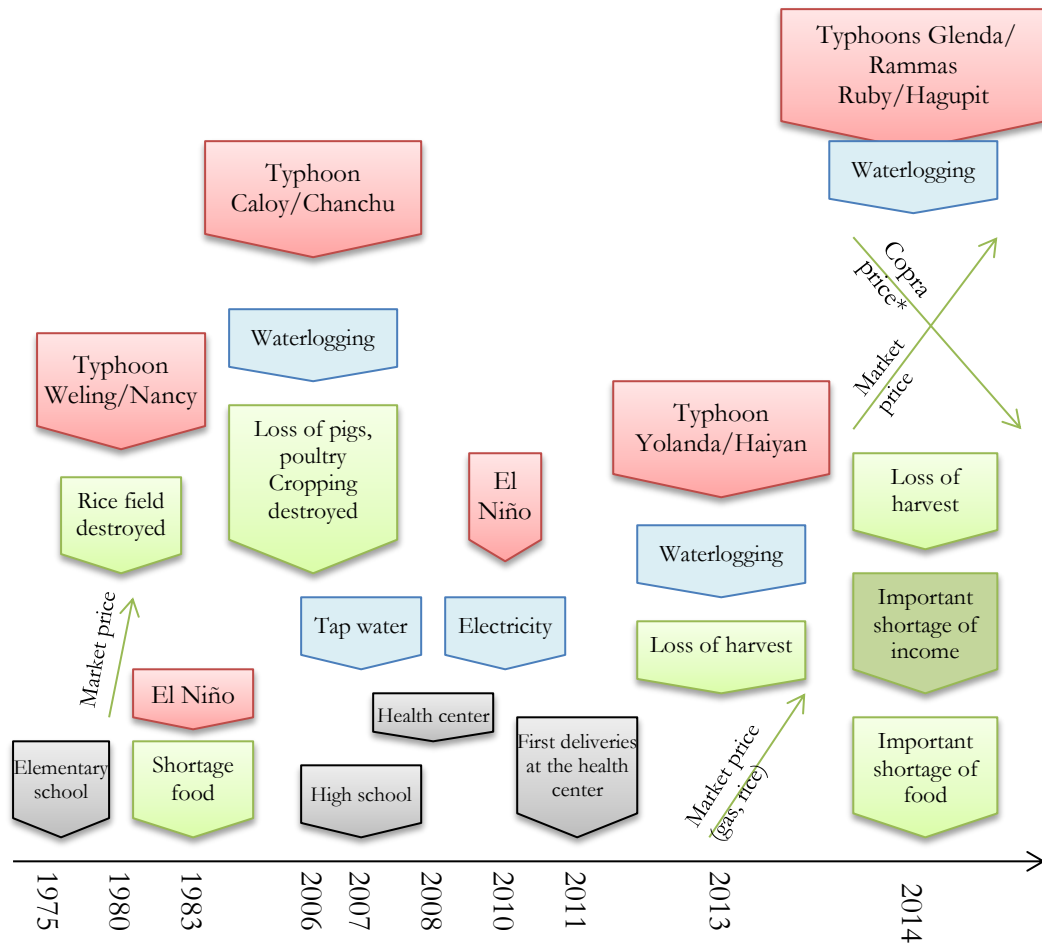 Typhoons Glenda/
Rammas
Ruby/Hagupit
Waterlogging
Typhoon
Caloy/Chanchu
Copra
price*
Market
price
Waterlogging
Typhoon
Weling/Nancy
Typhoon
Yolanda/Haiyan
Loss of pigs,
poultry
Cropping
destroyed
El
Niño
Loss of
harvest
Rice field
destroyed
Waterlogging
Market price
Tap water
Electricity
Important
shortage of
income
Loss of harvest
El Niño
Health center
Elementary
school
Shortage
food
High school
First deliveries
at the health
center
Market price
(gas, rice)
Important
shortage of
food
1975
1980
1983
2006
2007
2008
2010
2011
2013
2014